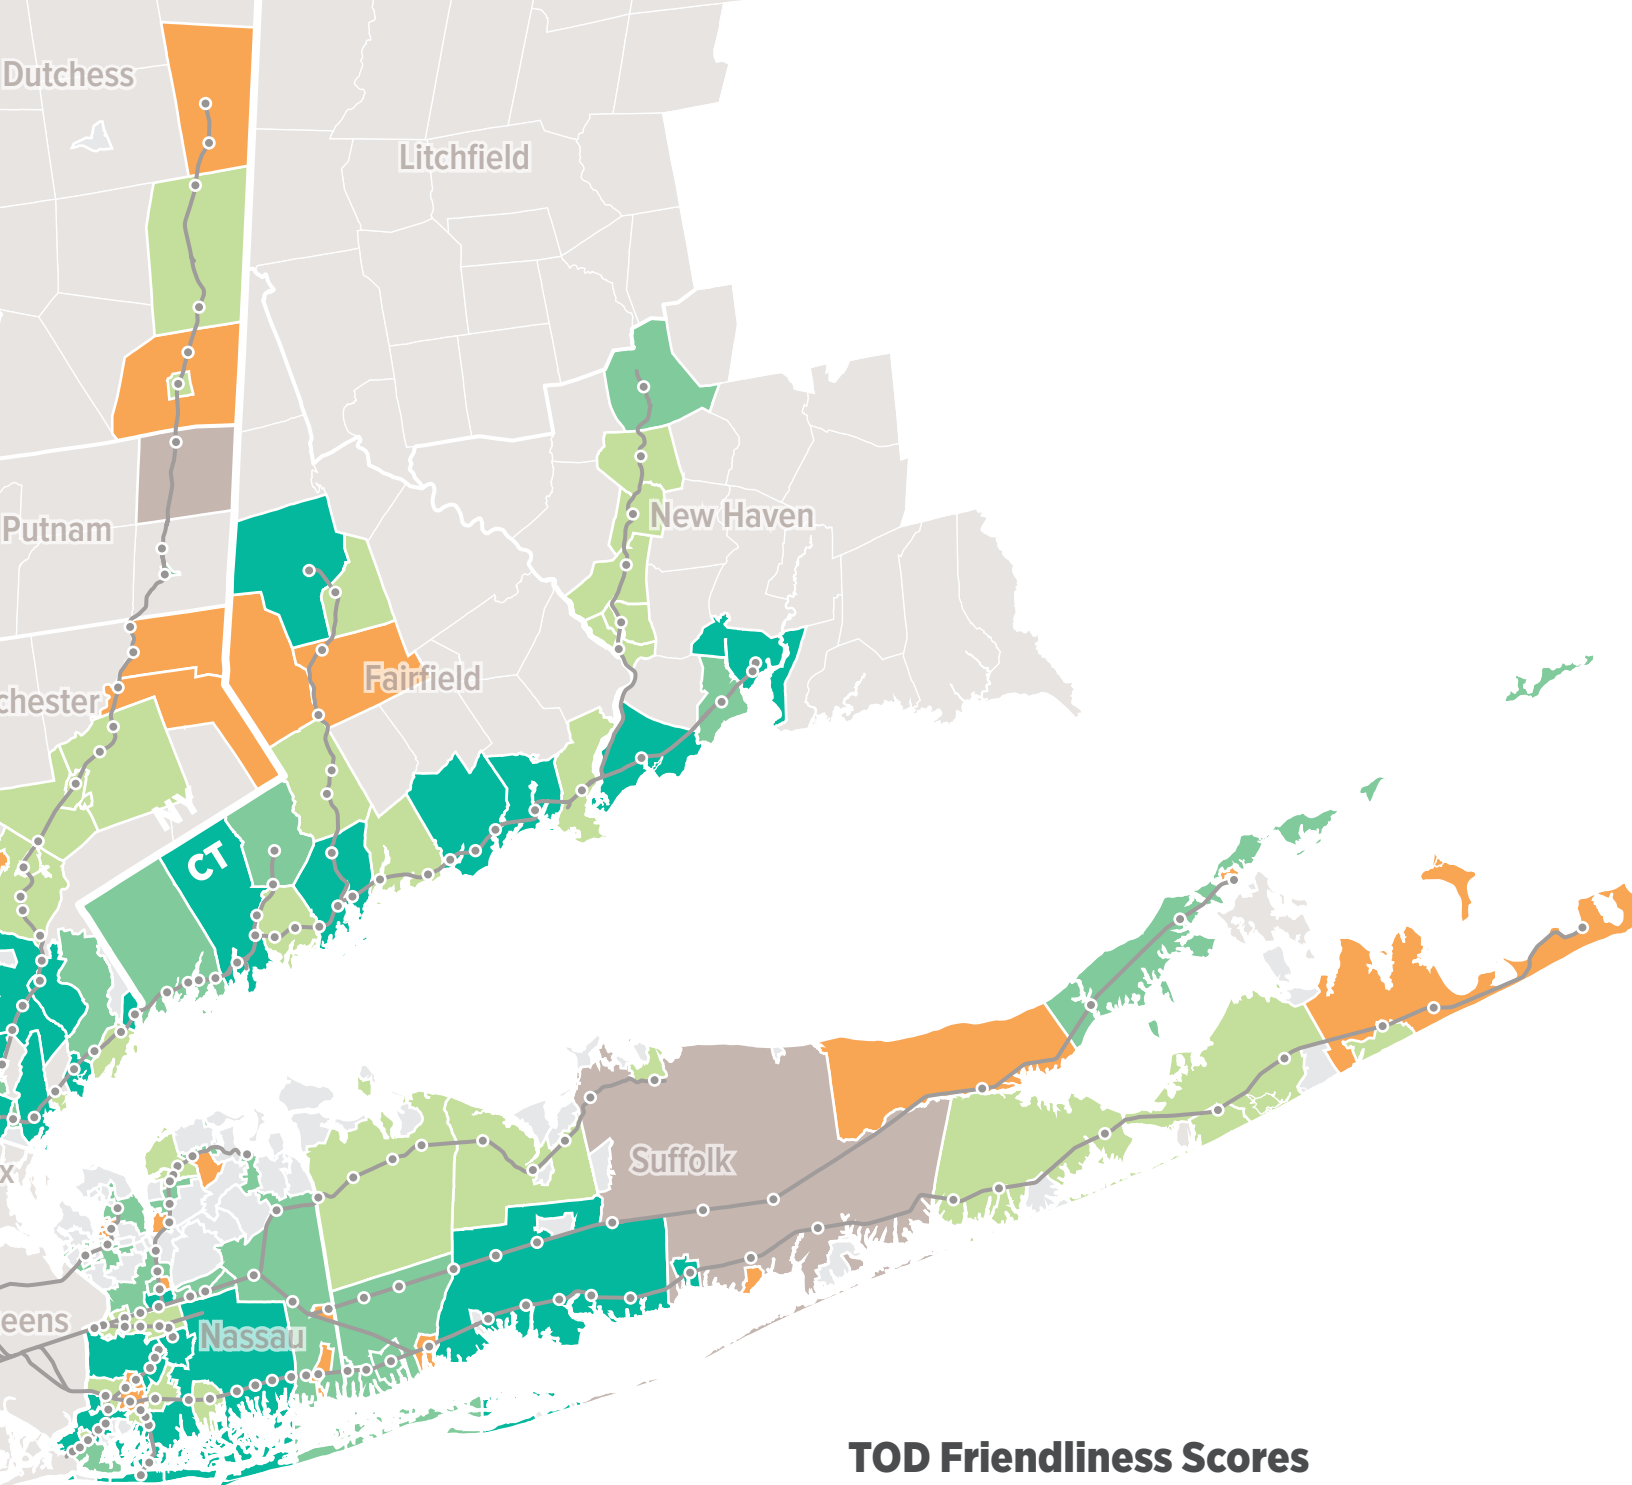 Dutchess
Litchfield
New Haven
Putnam
Fairfield
chester
NY
CT
Suffolk
x
eens
Nassau
TOD Friendliness Scores